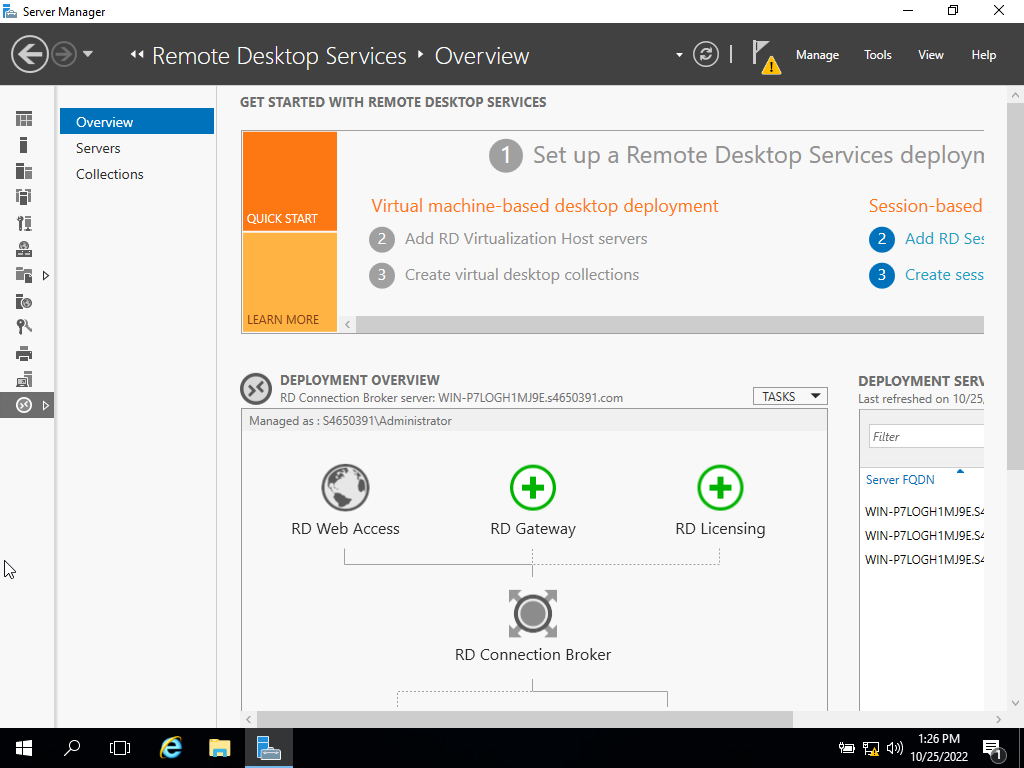 Server Manager
Remote Desktop Services
Overview
Manage
Tools
View
Help
Overview
Servers
Collections
GET STARTED WITH REMOTE DESKTOP SERVICES
QUICK START
LEARN MORE
1 Set up a Remote Desktop Services deploym
Virtual machine-based desktop deployment
2 Add RD Virtualization Host servers
3 Create virtual desktop collections
Session-based
2 Add RD Ses
3 Create sess
DEPLOYMENT OVERVIEW
RD Connection Broker server: WIN-P7LOGH1MJ9E.s4650391.com
TASKS
Managed as : S4650391\Administrator
RD Web Access
RD Gateway
RD Licensing
RD Connection Broker
DEPLOYMENT SERV
Last refreshed on 10/25,
Filter
Server FQDN
WIN-P7LOGH1MJ9E.S4
WIN-P7LOGH1MJ9E.S4
WIN-P7LOGH1MJ9E.S4
1:26 PM
10/25/2022
1